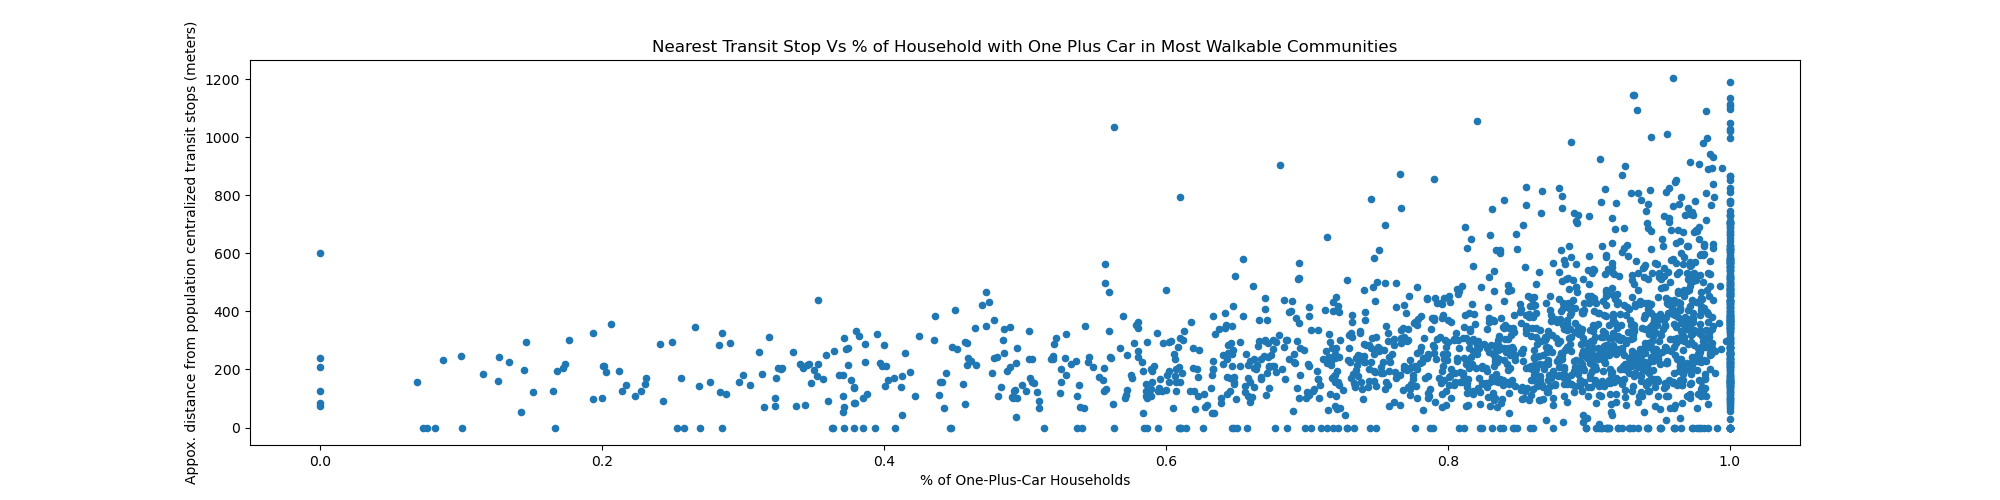 Nearest Transit Stop Vs % of Household with One Plus Car in Most Walkable Communities
Appox. distance from population centralized transit stops (meters)
1200
1000
800
600
400
200
0
0.0 0.2 0.4 0.6 0.8 1.0
% of One-Plus-Car Households